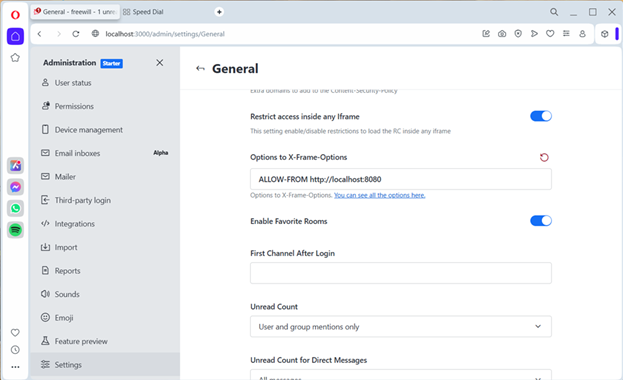 General - freewill - 1 unre
Speed Dial
localhost:3000/admin/settings/General
Administration Starter
General
User status
Permissions
Device management
Email inboxes Alpha
Mailer
Third-party login
Integrations
Import
Reports
Sounds
Emoji
Feature preview
Settings
Extra domains to add to the Content-Security-Policy
Restrict access inside any Iframe
This setting enable/disable restrictions to load the RC inside any iframe
Options to X-Frame-Options
ALLOW-FROM http://localhost:8080
Options to X-Frame-Options. You can see all the options here.
Enable Favorite Rooms
First Channel After Login
Unread Count
User and group mentions only
Unread Count for Direct Messages
All messages